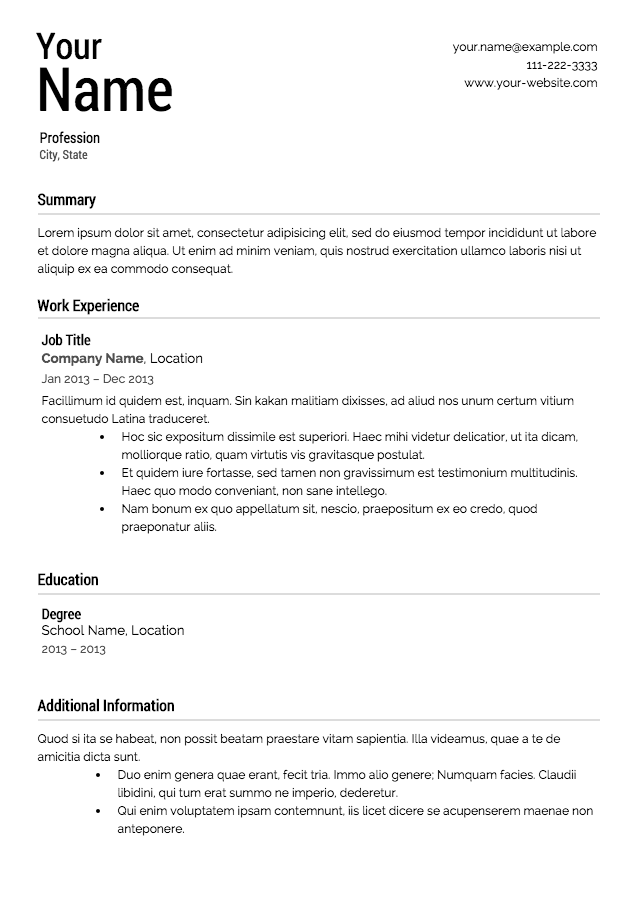 Your
Name
your.name@example.com
111-222-3333
www.your-website.com
Profession
City, State
Summary
Lorem ipsum dolor sit amet, consectetur adipisicing elit, sed do eiusmod tempor incididunt ut labore
et dolore magna aliqua. Ut enim ad minim veniam, quis nostrud exercitation ullamco laboris nisi ut
aliquip ex ea commodo consequat.
Work Experience
Job Title
Company Name, Location
Jan 2013 – Dec 2013
Facillimum id quidem est, inquam. Sin kakan malitiam dixisses, ad aliud nos unum certum vitium
consuetudo Latina traduceret.
• Hoc sic expositum dissimile est superiori. Haec mihi videtur delicatior, ut ita dicam,
molliorque ratio, quam virtutis vis gravitasque postulat.
• Et quidem iure fortasse, sed tamen non gravissimum est testimonium multitudinis.
Haec quo modo conveniant, non sane intellego.
• Nam bonum ex quo appellatum sit, nescio, praepositum ex eo credo, quod
praeponatur aliis.
Education
Degree
School Name, Location
2013 – 2013
Additional Information
Quod si ita se habeat, non possit beatam praestare vitam sapientia. Illa videamus, quae a te de
amicitia dicta sunt.
• Duo enim genera quae erant, fecit tria. Immo alio genere; Numquam facies. Claudii
libidini, qui tum erat summo ne imperio, dederetur.
• Qui enim voluptatem ipsam contemnunt, iis licet dicere se acupenserem maenae non
anteponere.